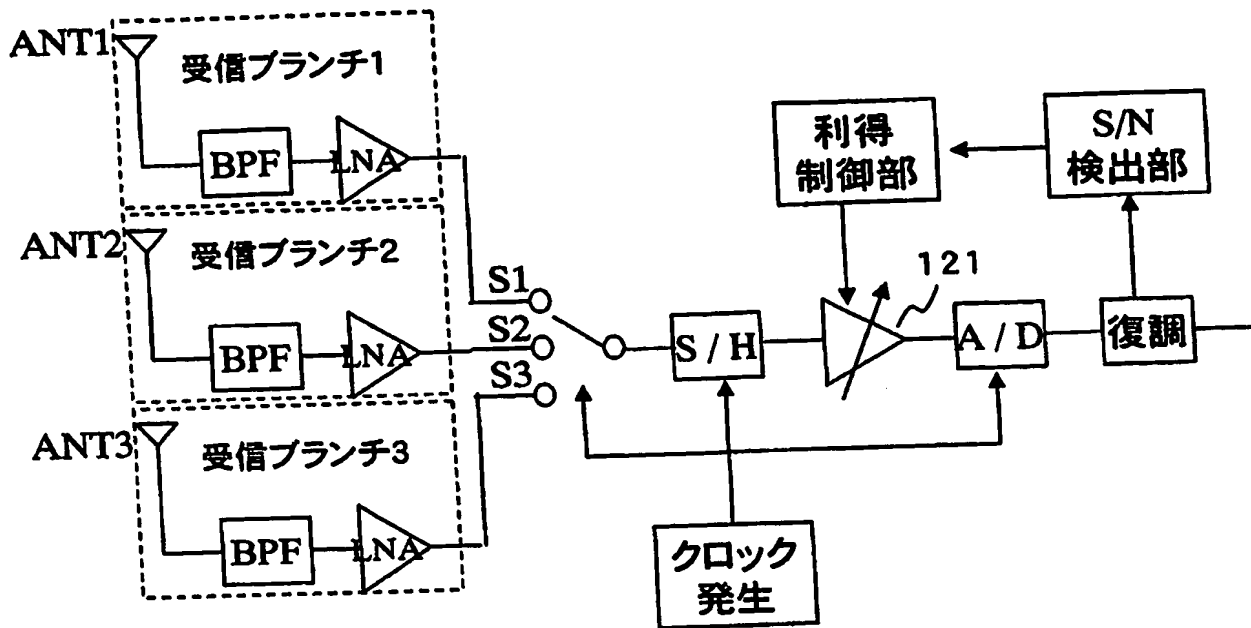 ANT1
受信ブランチ1
BPF
LNA
ANT2
受信ブランチ2
BPF
LNA
ANT3
受信ブランチ3
BPF
LNA
S1
S2
S3
S / H
利得
制御部
S/N
検出部
121
A / D
復調
クロック
発生